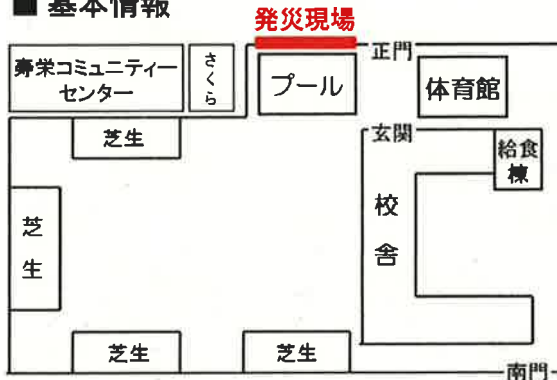 ■ 基本情報
発災現場
寿栄コミュニティー
センター
さくら
プール
正門
体育館
芝生
玄関
給食
棟
校舎
芝生
芝生
芝生
南門